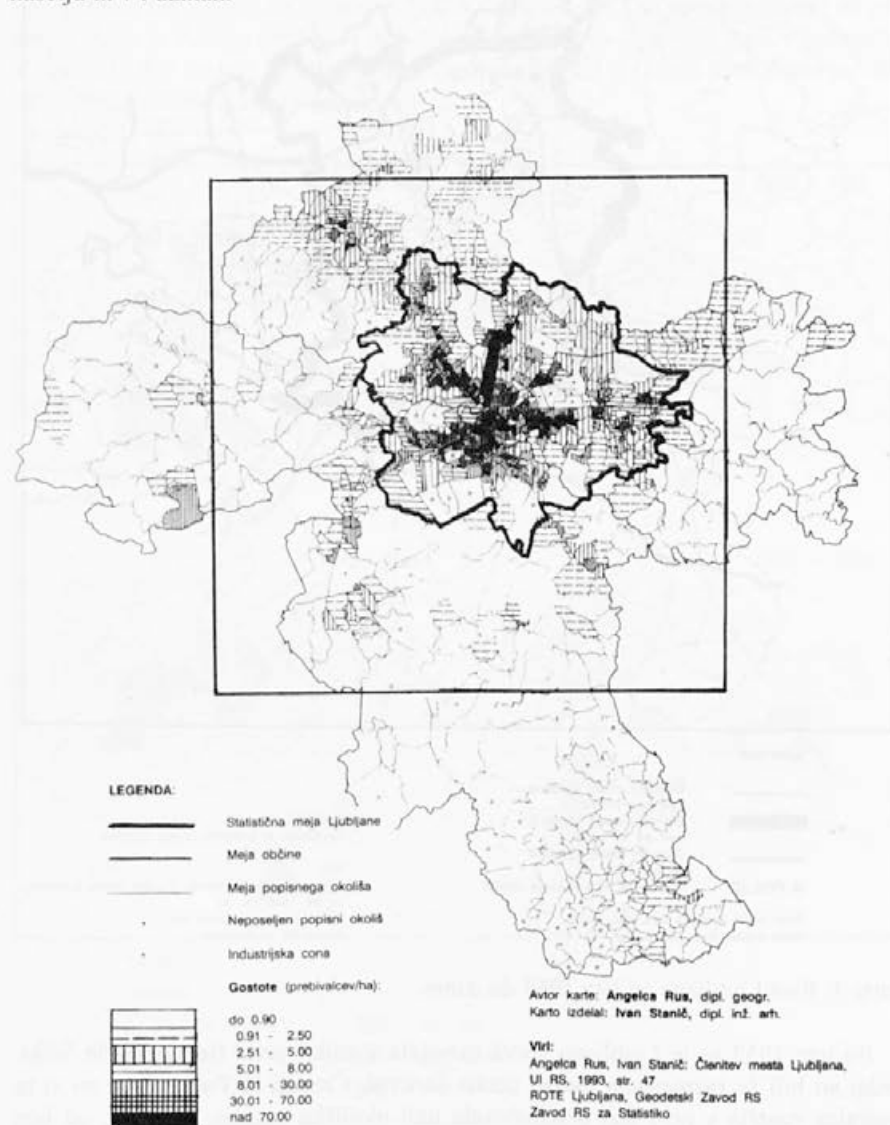 LEGENDA:
Statistična meja Ljubljane
Meja občine
Meja popisnega okoliša
Neposeljen popisni okoliš
Industrijska cona
Gostote (prebivalcev/ha):
do 0.90
0.91 - 2.50
2.51 - 5.00
5.01 - 8.00
8.01 - 30.00
30.01 - 70.00
nad 70.00
Avtor karte: Angelca Rus, dipl. geogr.
Karto izdelal: Ivan Stanič, dipl. inž. arh.
Viri:
Angelca Rus, Ivan Stanič: Členitev mesta Ljubljana,
UI RS, 1993, str. 47
ROTE Ljubljana, Geodetski Zavod RS
Zavod RS za Statistiko